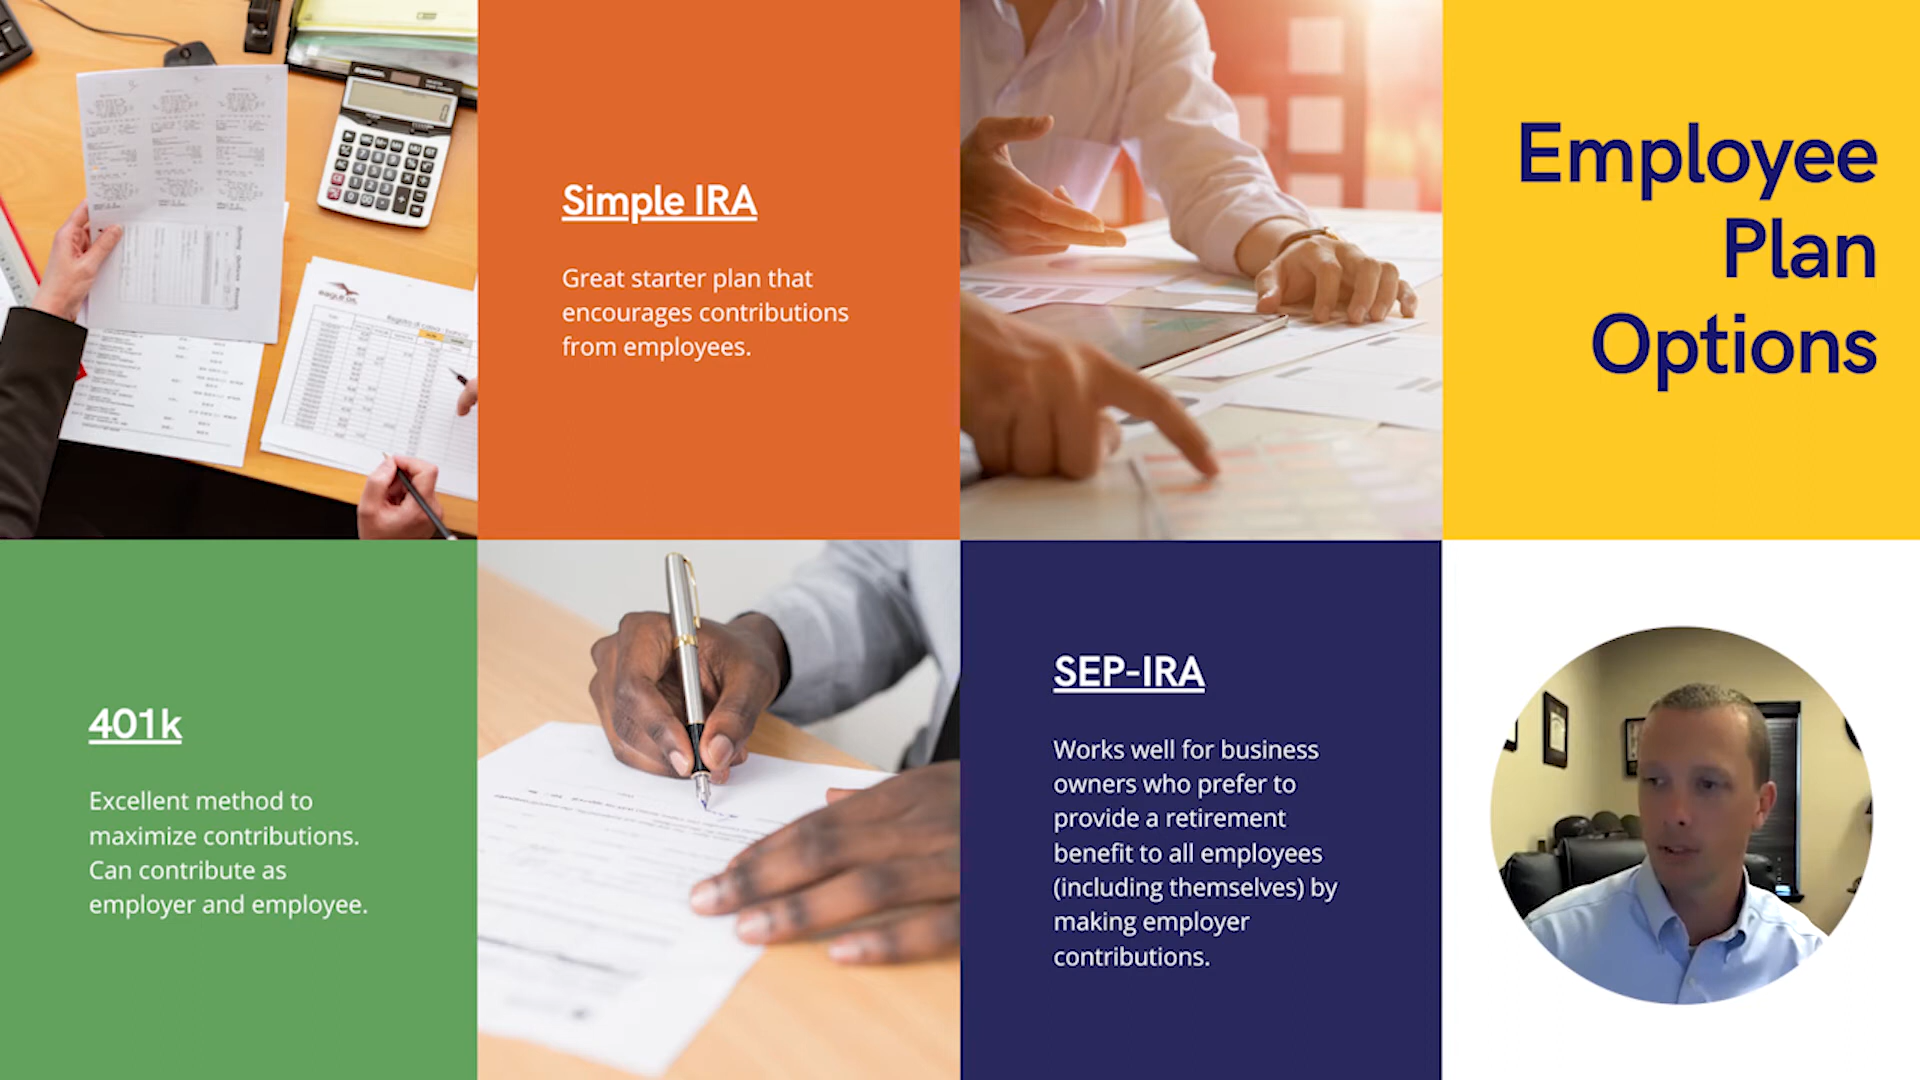 Employee
Plan
Options
Simple IRA
Great starter plan that
encourages contributions
from employees.
401k
Excellent method to
maximize contributions.
Can contribute as
employer and employee.
SEP-IRA
Works well for business
owners who prefer to
provide a retirement
benefit to all employees
(including themselves) by
making employer
contributions.